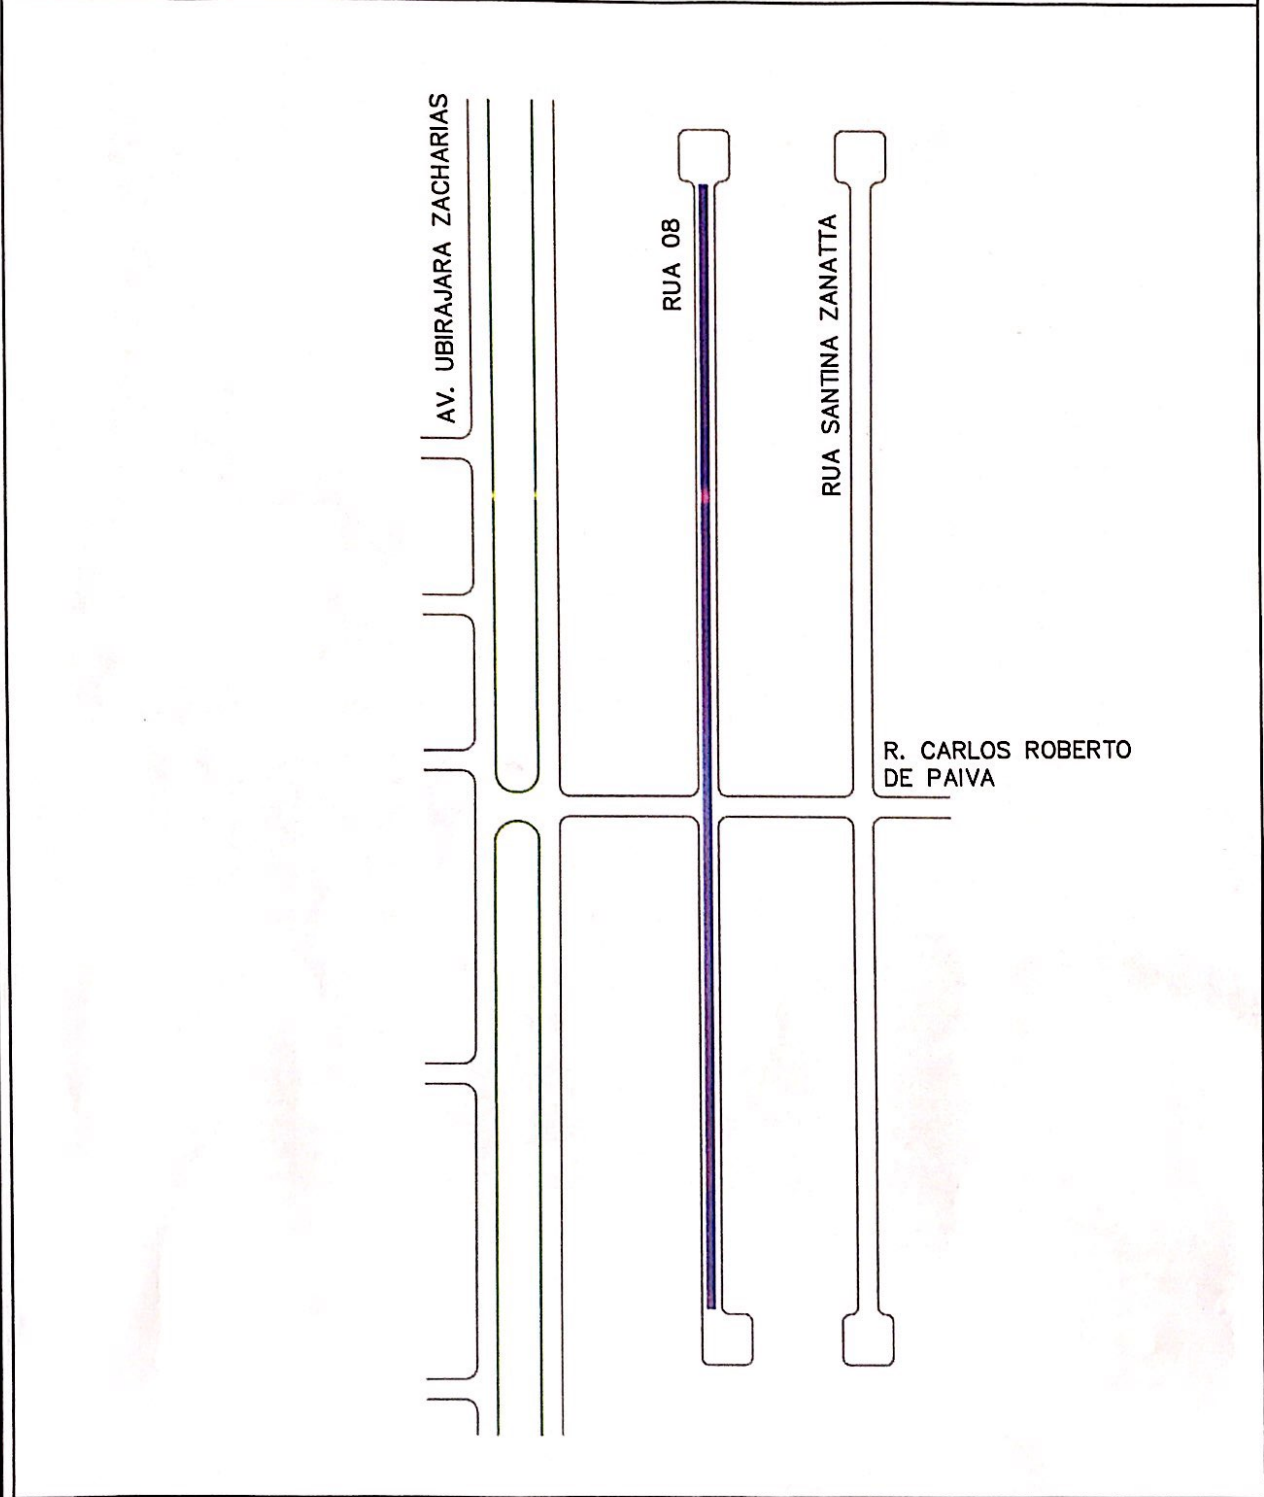 AV. UBIRAJARA ZACHARIAS
RUA 08
RUA SANTINA ZANATTA
R. CARLOS ROBERTO
DE PAIVA